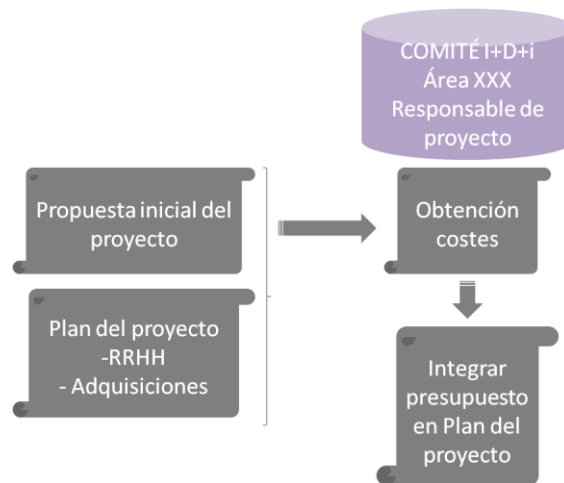 COMITÉ I+D+i
Área XXX
Responsable de
proyecto
Propuesta inicial del
proyecto
Obtención
costes
Plan del proyecto
-RRHH
- Adquisiciones
Integrar
presupuesto
en Plan del
proyecto